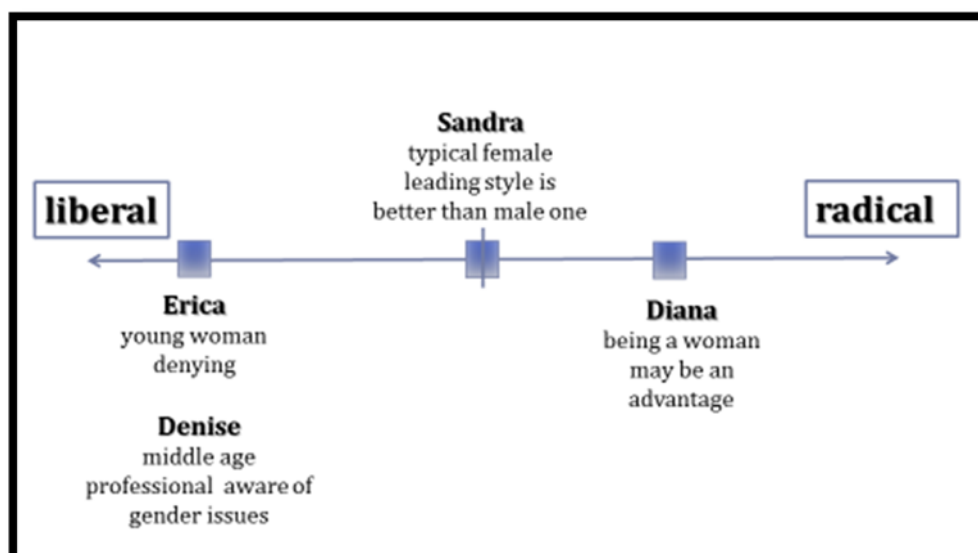 Sandra
typical female
leading style is
better than male one
liberal
radical
Erica
young woman
denying
Diana
being a woman
may be an
advantage
Denise
middle age
professional aware of
gender issues